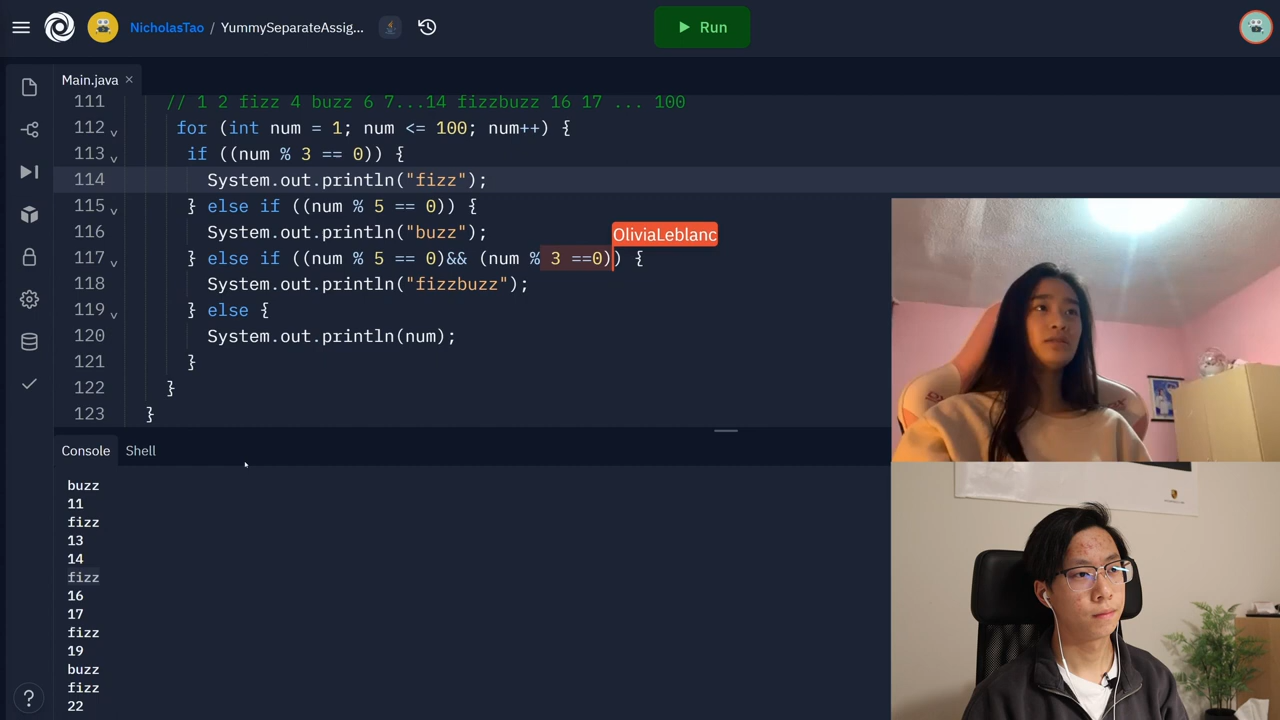 NicholasTao / YummySeparateAssig...
Run
Main.java ×
111 // 1 2 fizz 4 buzz 6 7...14 fizzbuzz 16 17 ... 100
112 for (int num = 1; num <= 100; num++) {
113 if ((num % 3 == 0)) {
114 System.out.println("fizz");
115 } else if ((num % 5 == 0)) {
116 System.out.println("buzz");
OliviaLeblanc
117 } else if ((num % 5 == 0)&& (num % 3 ==0)) {
118 System.out.println("fizzbuzz");
119 } else {
120 System.out.println(num);
121 }
122 }
123 }
Console Shell
buzz
11
fizz
13
14
fizz
16
17
fizz
19
buzz
fizz
22
?